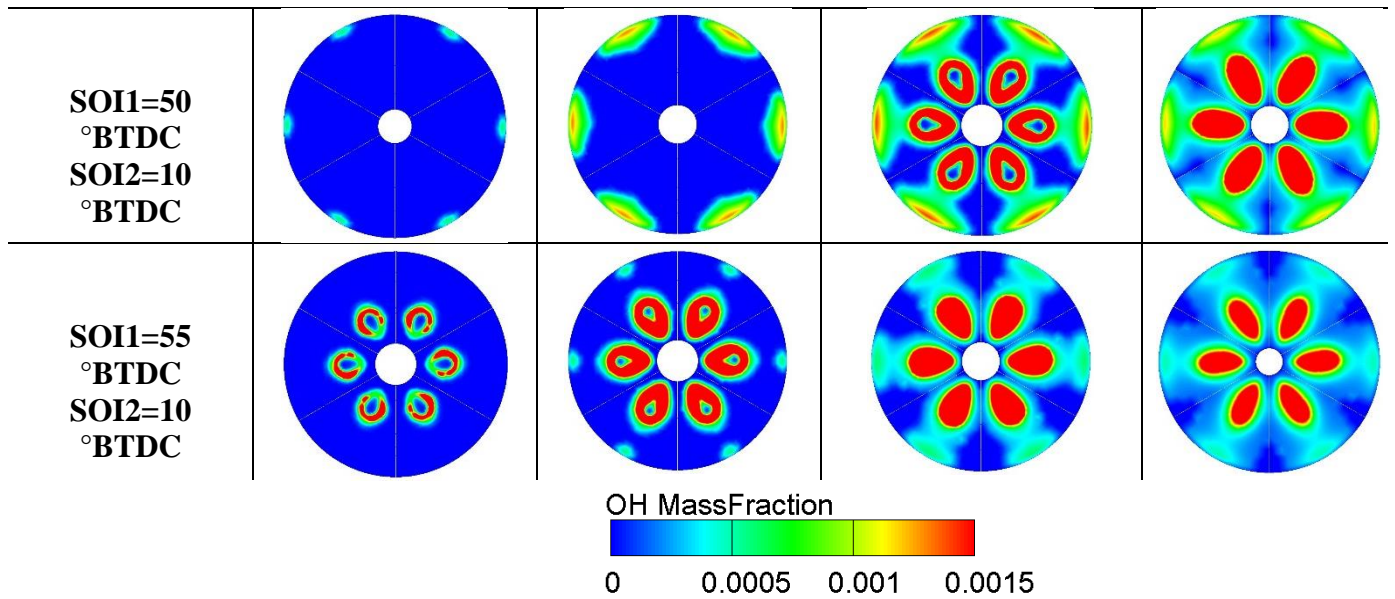 SOI1=50
°BTDC
SOI2=10
°BTDC
SOI1=55
°BTDC
SOI2=10
°BTDC
OH MassFraction
0 0.0005 0.001 0.0015